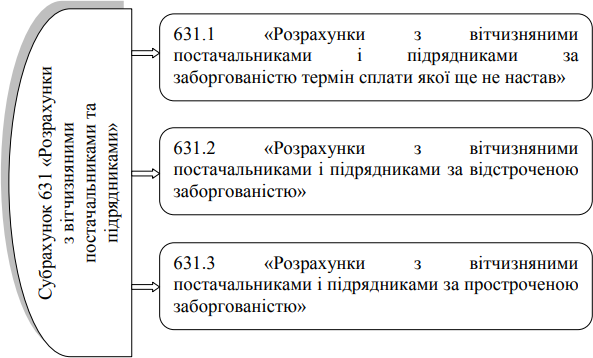 Субрахунок 631 «Розрахунки
з вітчизняними
постачальниками та
підрядниками»
631.1 «Розрахунки з вітчизняними
постачальниками і підрядниками за
заборгованістю термін сплати якої ще не настав»
631.2 «Розрахунки з вітчизняними
постачальниками і підрядниками за відстроченою
заборгованістю»
631.3 «Розрахунки з вітчизняними
постачальниками і підрядниками за простроченою
заборгованістю»